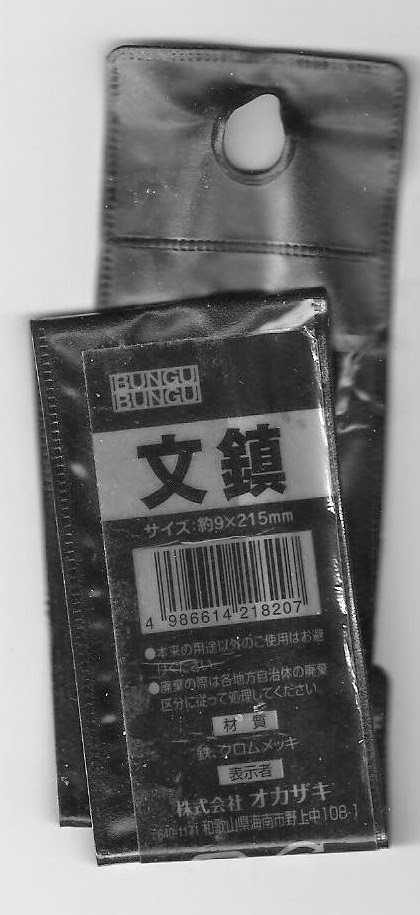 BUNGU
BUNGU
文鎮
サイズ:約9×215mm
4 986614 218207
●本来の用途以外のご使用はお避
けください。
●廃棄の際は各地方自治体の廃棄
区分に従って処理してください。
材質
鉄、クロムメッキ
表示者
株式会社 オカザキ
和歌山県海南市野上中108-1